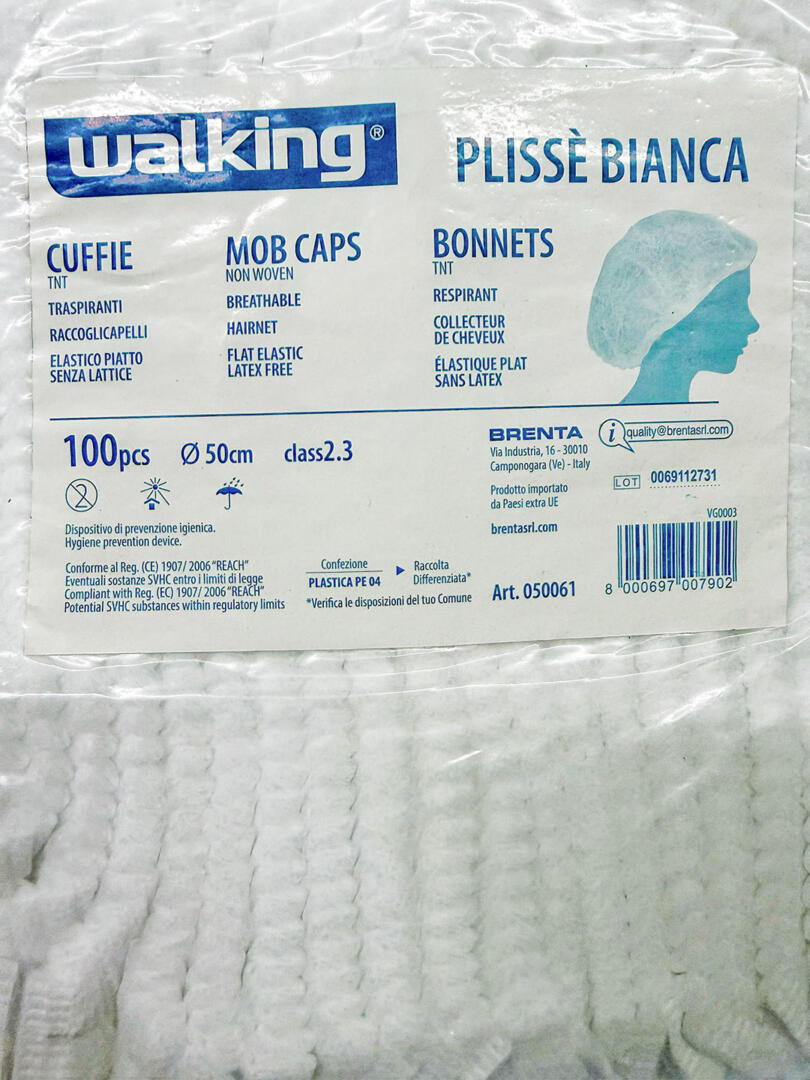 walking®
PLISSÈ BIANCA
CUFFIE
TNT
TRASPIRANTI
RACCOGLICAPELLI
ELASTICO PIATTO
SENZA LATTICE
MOB CAPS
NON WOVEN
BREATHABLE
HAIRNET
FLAT ELASTIC
LATEX FREE
BONNETS
TNT
RESPIRANT
COLLECTEUR
DE CHEVEUX
ÉLASTIQUE PLAT
SANS LATEX
100pcs Ø 50cm class2.3
2
Dispositivo di prevenzione igienica.
Hygiene prevention device.
Conforme al Reg. (CE) 1907/ 2006 "REACH"
Eventuali sostanze SVHC entro i limiti di legge
Compliant with Reg. (EC) 1907/ 2006 "REACH"
Potential SVHC substances within regulatory limits
Confezione
PLASTICA PE 04
Raccolta
Differenziata*
*Verifica le disposizioni del tuo Comune
BRENTA
Via Industria, 16 - 30010
Camponogara (Ve) - Italy
Prodotto importato
da Paesi extra UE
brentasrl.com
Art. 050061
i quality@brentasrl.com
LOT 0069112731
VG0003
8 000697 007902